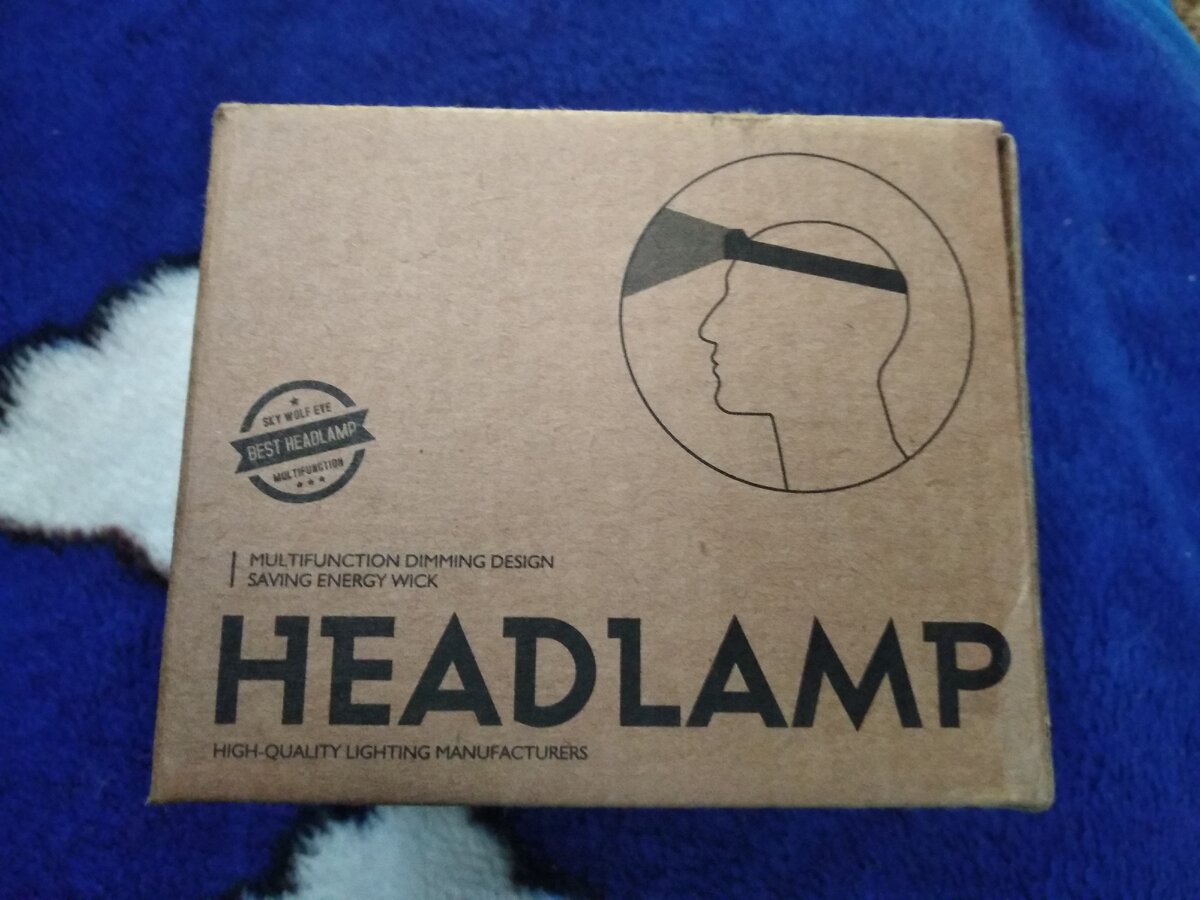 SKY WOLF EYE
BEST HEADLAMP
MULTIFUNCTION
MULTIFUNCTION DIMMING DESIGN
SAVING ENERGY WICK
HEADLAMP
HIGH-QUALITY LIGHTING MANUFACTURERS